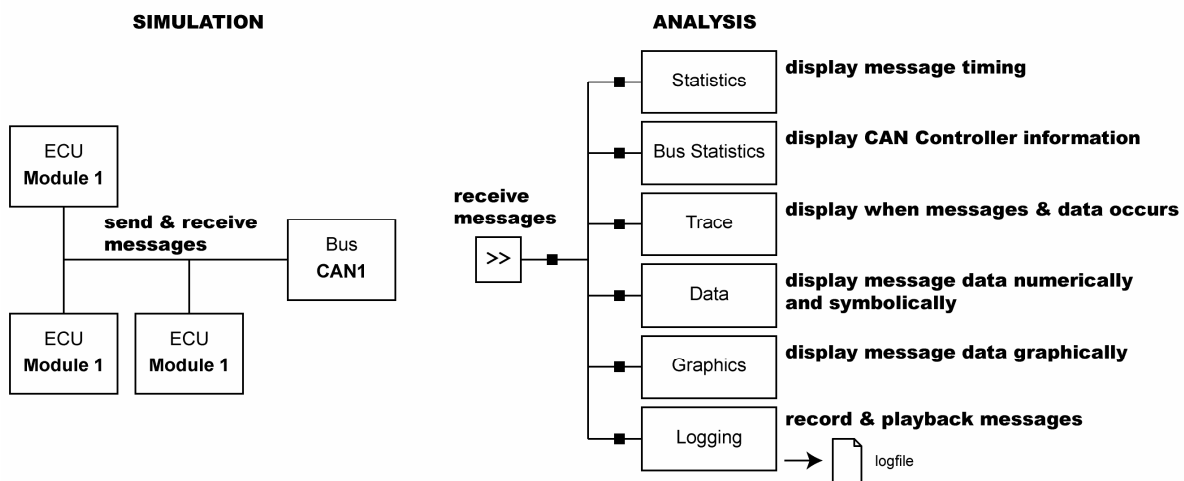 SIMULATION
ECU
Module 1
send & receive
messages
Bus
CAN1
ECU
Module 1
ECU
Module 1
ANALYSIS
receive
messages
>>
Statistics
display message timing
Bus Statistics
display CAN Controller information
Trace
display when messages & data occurs
Data
display message data numerically
and symbolically
Graphics
display message data graphically
Logging
record & playback messages
logfile